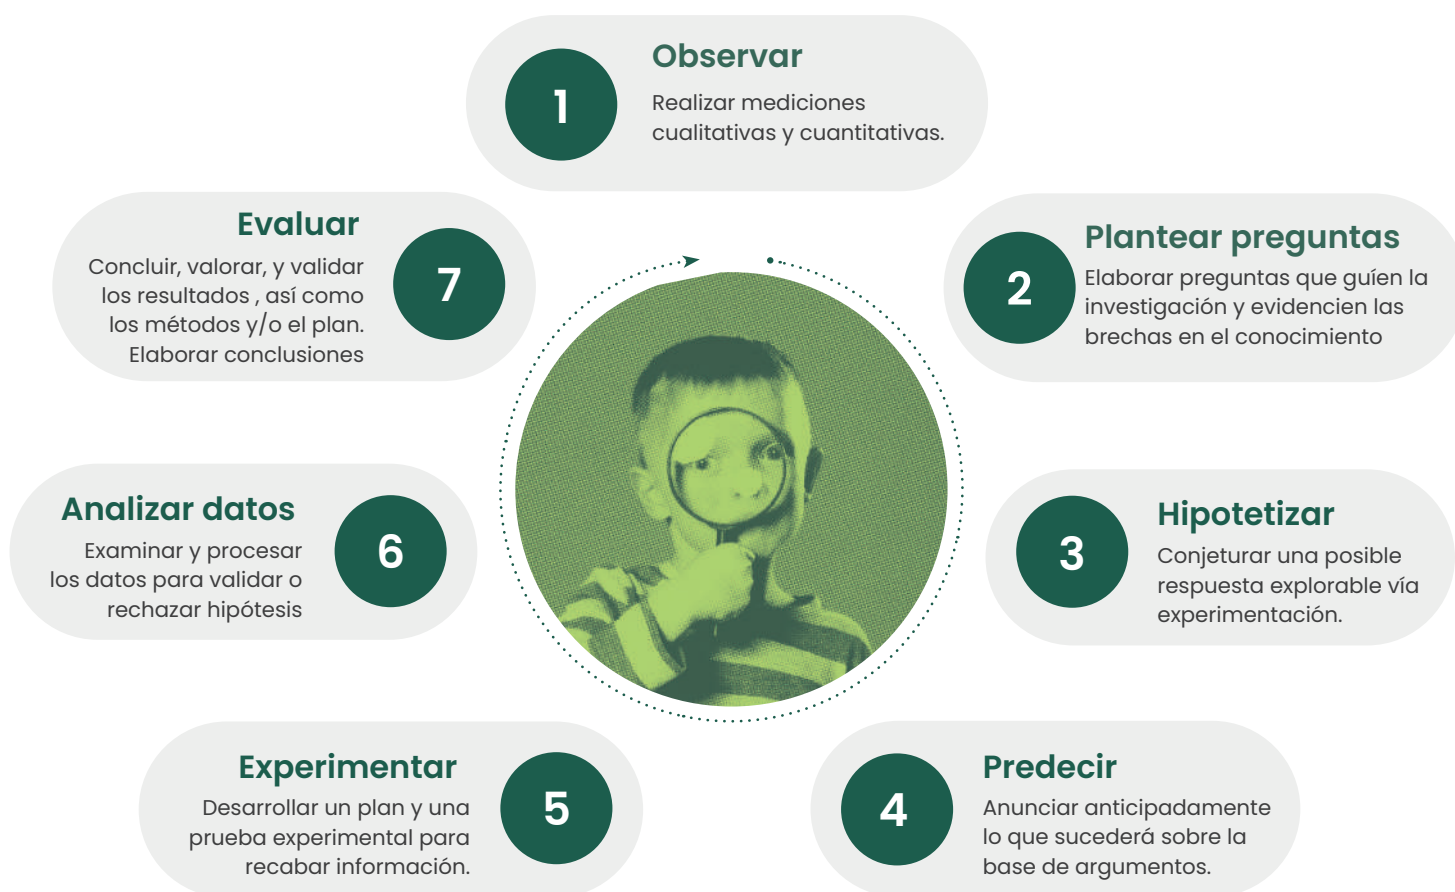 1
Observar
Realizar mediciones
cualitativas y cuantitativas.
2
Plantear preguntas
Elaborar preguntas que guíen la
investigación y evidencien las
brechas en el conocimiento
3
Hipotetizar
Conjeturar una posible
respuesta explorable vía
experimentación.
4
Predecir
Anunciar anticipadamente
lo que sucederá sobre la
base de argumentos.
5
Experimentar
Desarrollar un plan y una
prueba experimental para
recabar información.
6
Analizar datos
Examinar y procesar
los datos para validar o
rechazar hipótesis
7
Evaluar
Concluir, valorar, y validar
los resultados , así como
los métodos y/o el plan.
Elaborar conclusiones